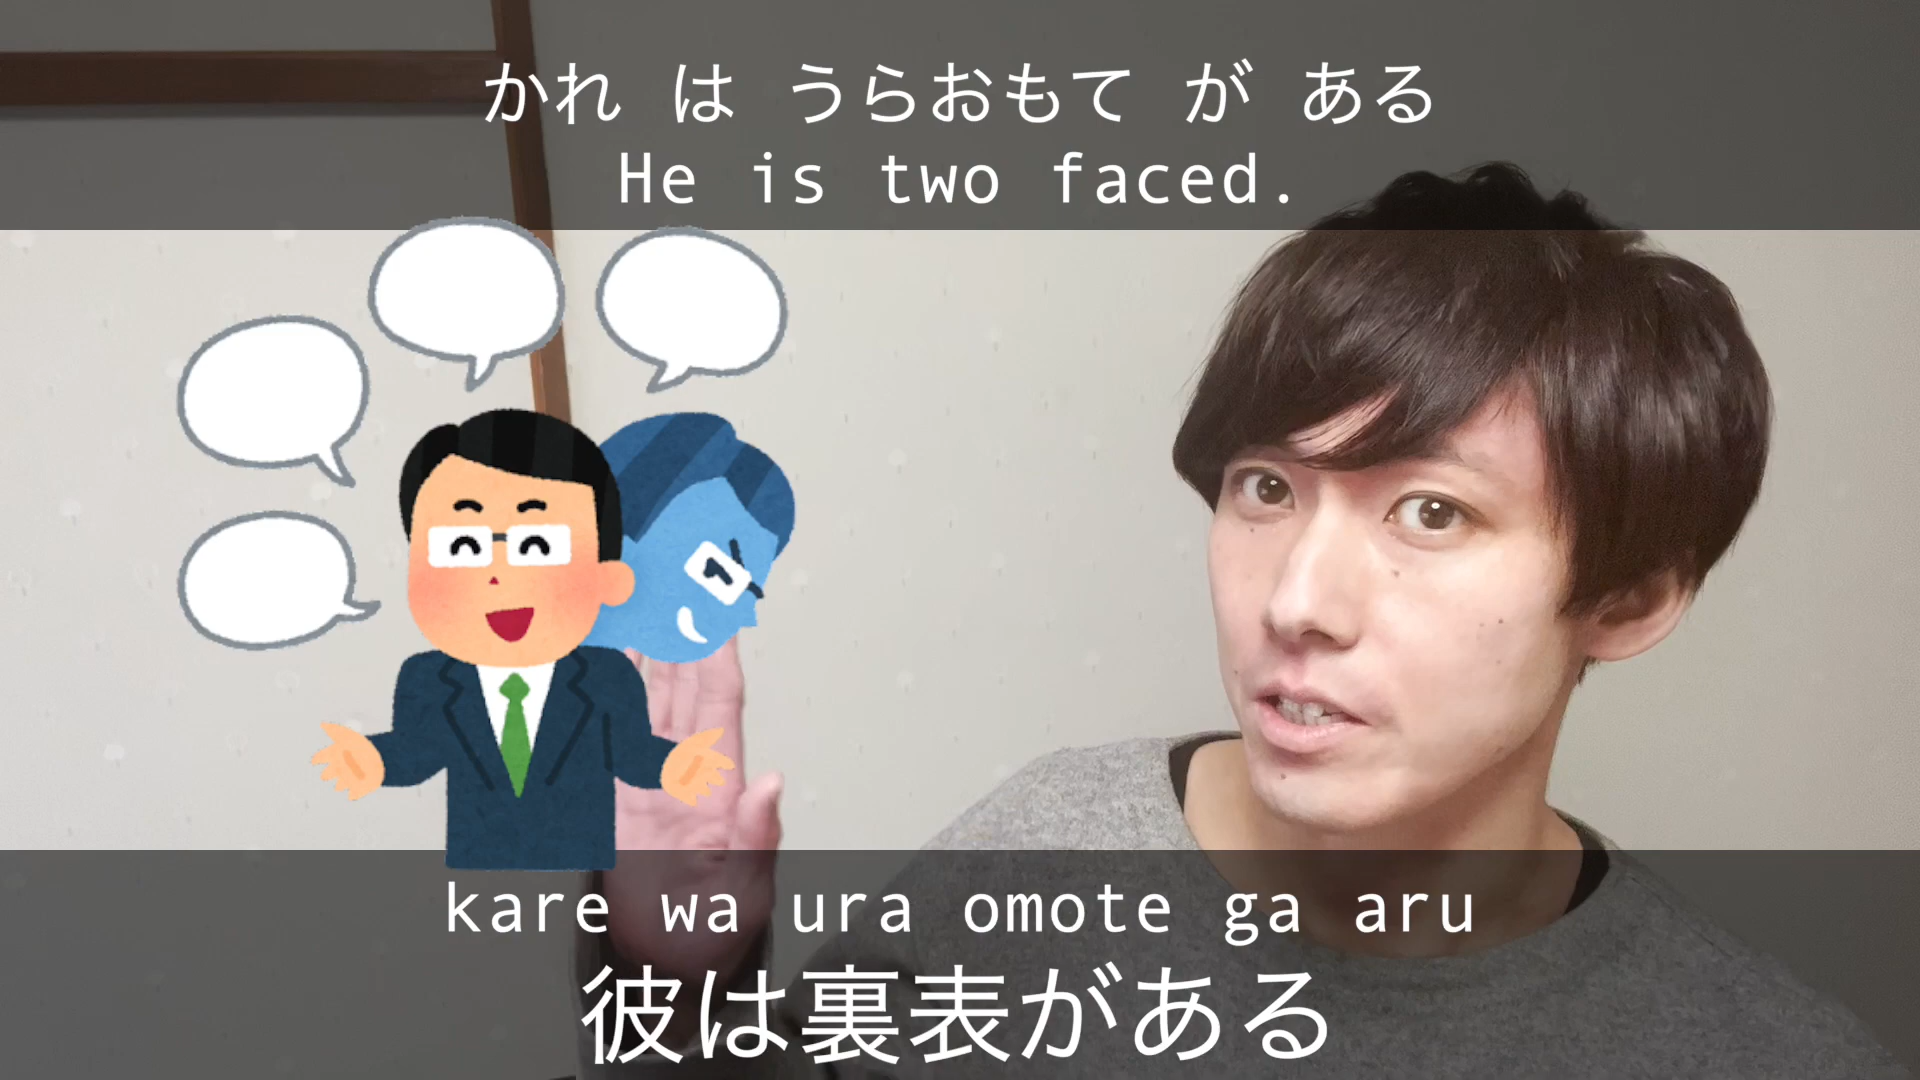 かれ は うらおもて が ある
He is two faced.
kare wa ura omote ga aru
彼は裏表がある